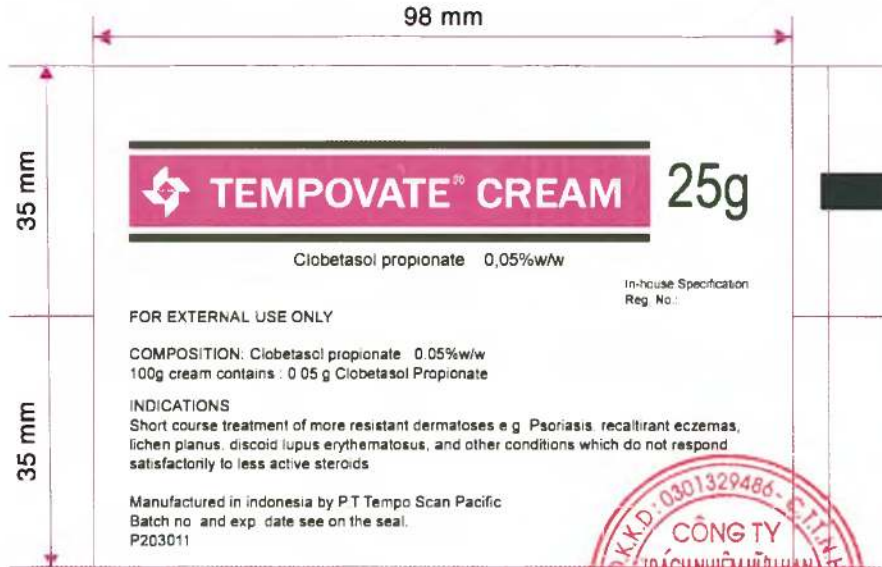 98 mm
35 mm
TEMPOVATE® CREAM 25g
Clobetasol propionate 0,05%w/w
In-house Specification
Reg. No.:
FOR EXTERNAL USE ONLY
COMPOSITION: Clobetasol propionate 0.05%w/w
100g cream contains : 0 05 g Clobetasol Propionate
INDICATIONS
Short course treatment of more resistant dermatoses e g Psoriasis, recaltirant eczemas,
lichen planus, discoid lupus erythematosus, and other conditions which do not respond
satisfactorily to less active steroids
35 mm
Manufactured in indonesia by P T Tempo Scan Pacific
Batch no and exp date see on the seal.
P203011
.K.K.D: 0301329486 - C.T.T.N.H
CÔNG TY